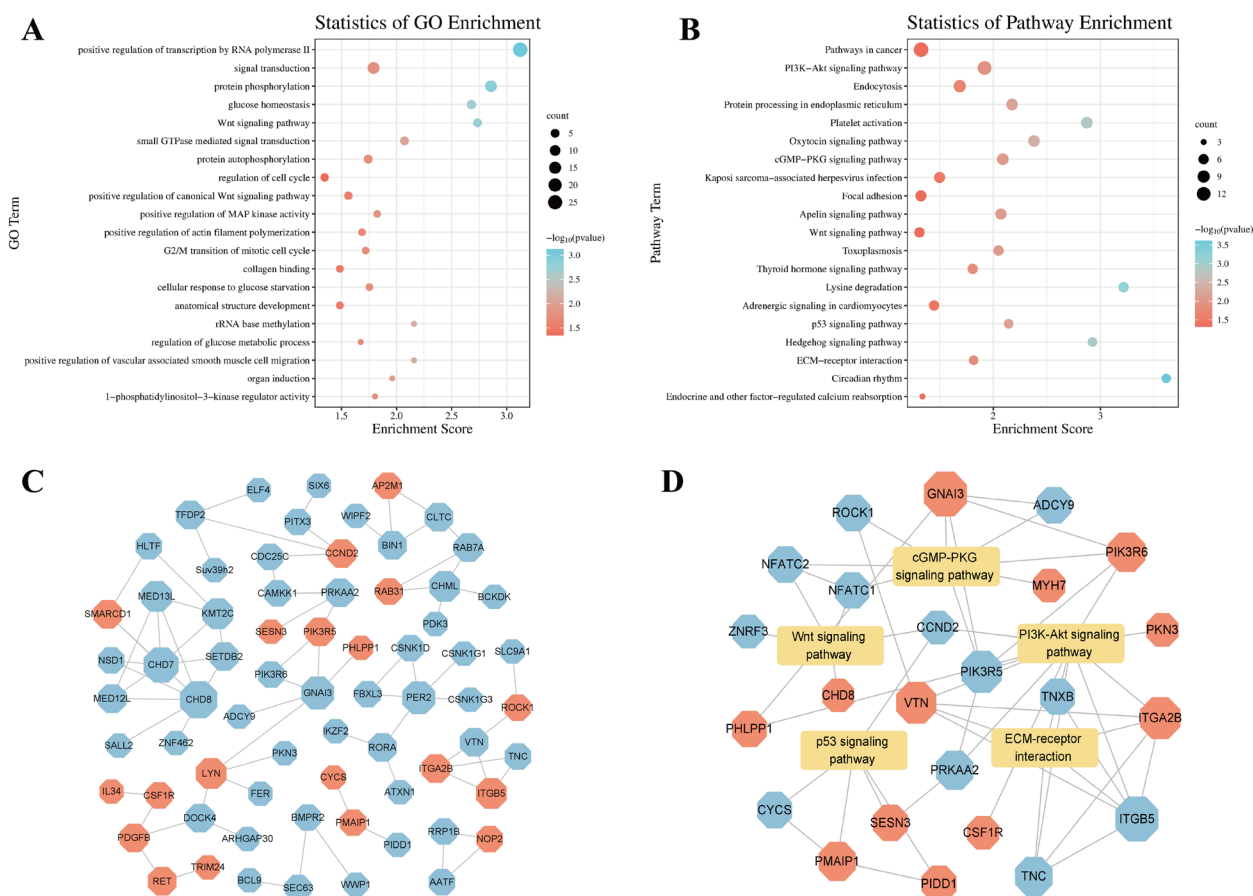 A
Statistics of GO Enrichment
GO Term
positive regulation of transcription by RNA polymerase II
signal transduction
protein phosphorylation
glucose homeostasis
Wnt signaling pathway
small GTPase mediated signal transduction
protein autophosphorylation
regulation of cell cycle
positive regulation of canonical Wnt signaling pathway
positive regulation of MAP kinase activity
positive regulation of actin filament polymerization
G2/M transition of mitotic cell cycle
collagen binding
cellular response to glucose starvation
anatomical structure development
rRNA base methylation
regulation of glucose metabolic process
positive regulation of vascular associated smooth muscle cell migration
organ induction
1-phosphatidylinositol-3-kinase regulator activity
1.5 2.0 2.5 3.0
Enrichment Score
count
5
10
15
20
25
−log10(pvalue)
3.0
2.5
2.0
1.5
B
Statistics of Pathway Enrichment
Pathway Term
Pathways in cancer
PI3K-Akt signaling pathway
Endocytosis
Protein processing in endoplasmic reticulum
Platelet activation
Oxytocin signaling pathway
cGMP-PKG signaling pathway
Kaposi sarcoma-associated herpesvirus infection
Focal adhesion
Apelin signaling pathway
Wnt signaling pathway
Toxoplasmosis
Thyroid hormone signaling pathway
Lysine degradation
Adrenergic signaling in cardiomyocytes
p53 signaling pathway
Hedgehog signaling pathway
ECM-receptor interaction
Circadian rhythm
Endocrine and other factor-regulated calcium reabsorption
2 3
Enrichment Score
count
3
6
9
12
−log10(pvalue)
3.5
3.0
2.5
2.0
1.5
C
ELF4
SIX6
AP2M1
TFDP2
PITX3
WIPF2
CLTC
HLTF
CDC25C
CCND2
BIN1
RAB7A
Suv39h2
MED13L
CAMKK1
PRKAA2
RAB31
CHML
BCKDK
SMARCD1
KMT2C
SESN3
PIK3R5
PDK3
PHLPP1
CSNK1D
CSNK1G1
SLC9A1
NSD1
CHD7
SETDB2
PIK3R6
GNAI3
FBXL3
PER2
CSNK1G3
MED12L
CHD8
ADCY9
ROCK1
SALL2
ZNF462
IKZF2
RORA
VTN
TNC
PKN3
LYN
CYCS
ITGA2B
IL34
CSF1R
FER
ATXN1
ITGB5
DOCK4
BMPR2
PMAIP1
PDGFB
ARHGAP30
PIDD1
RRP1B
NOP2
TRIM24
RET
BCL9
SEC63
WWP1
AATF
D
GNAI3
ADCY9
ROCK1
NFATC2
cGMP-PKG
signaling pathway
PIK3R6
NFATC1
MYH7
ZNRF3
Wnt signaling
pathway
CCND2
PI3K-Akt signaling
pathway
PKN3
PIK3R5
CHD8
VTN
TNXB
PHLPP1
ITGA2B
p53 signaling
pathway
ECM-receptor
interaction
PRKAA2
CYCS
SESN3
CSF1R
ITGB5
PMAIP1
PIDD1
TNC